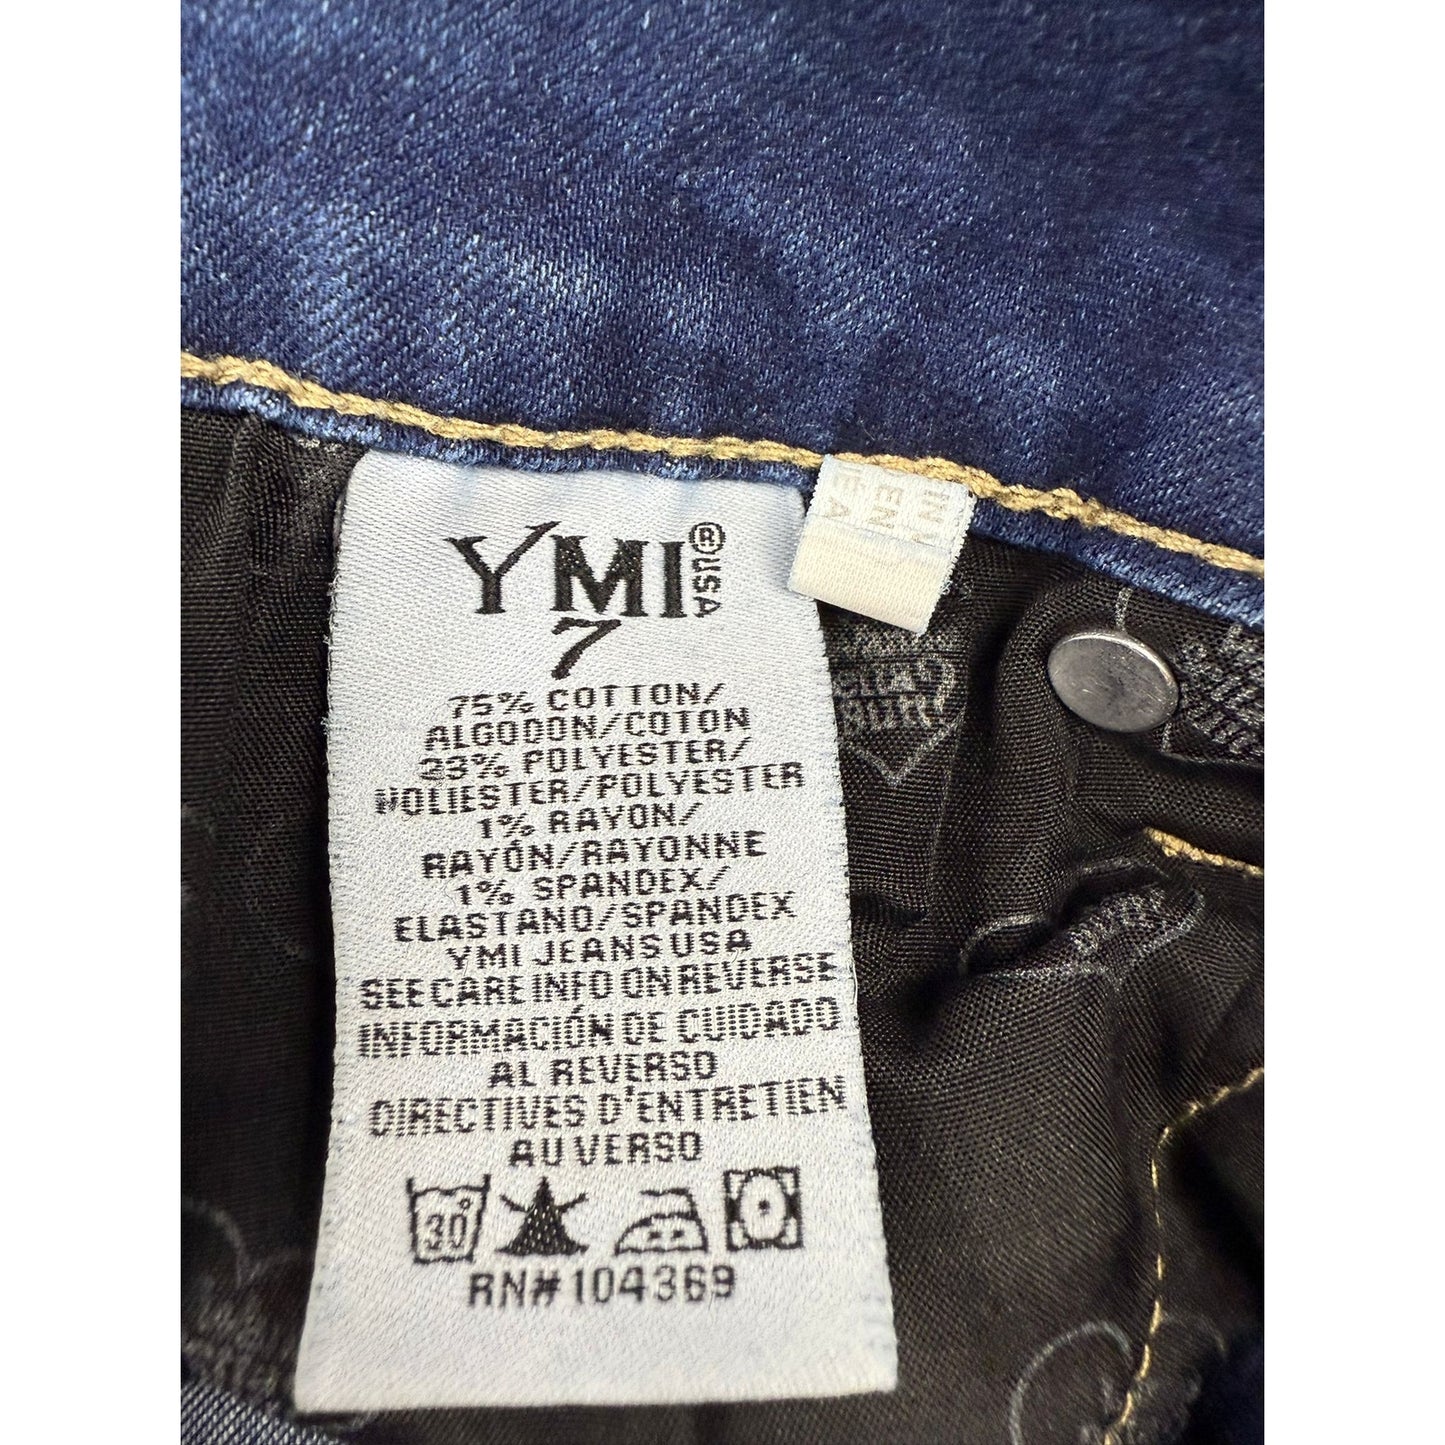 YMI® USA
7
75% COTTON/
ALGODON/COTON
23% POLYESTER/
POLIESTER/POLYESTER
1% RAYON/
RAYÓN/RAYONNE
1% SPANDEX/
ELASTANO/SPANDEX
YMI JEANS USA
SEE CARE INFO ON REVERSE
INFORMACIÓN DE CUIDADO
AL REVERSO
DIRECTIVES D'ENTRETIEN
AU VERSO
30°
RN#104369